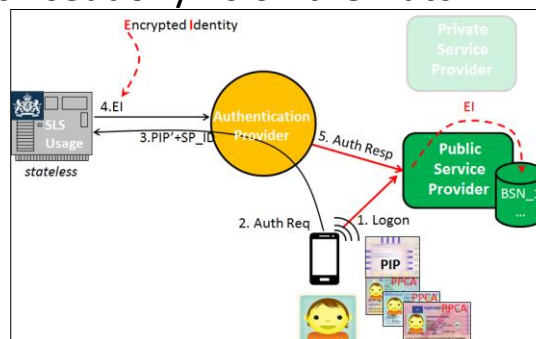 Encrypted Identity
Private
Service
Provider
4.EI
Authentication
Provider
EI
SLS
Usage
3.PIP'+SP_ID
5. Auth Resp
Public
Service
Provider
stateless
BSN_1
...
2. Auth Req
1. Logon
PIP
PPCA
PPCA
PPCA